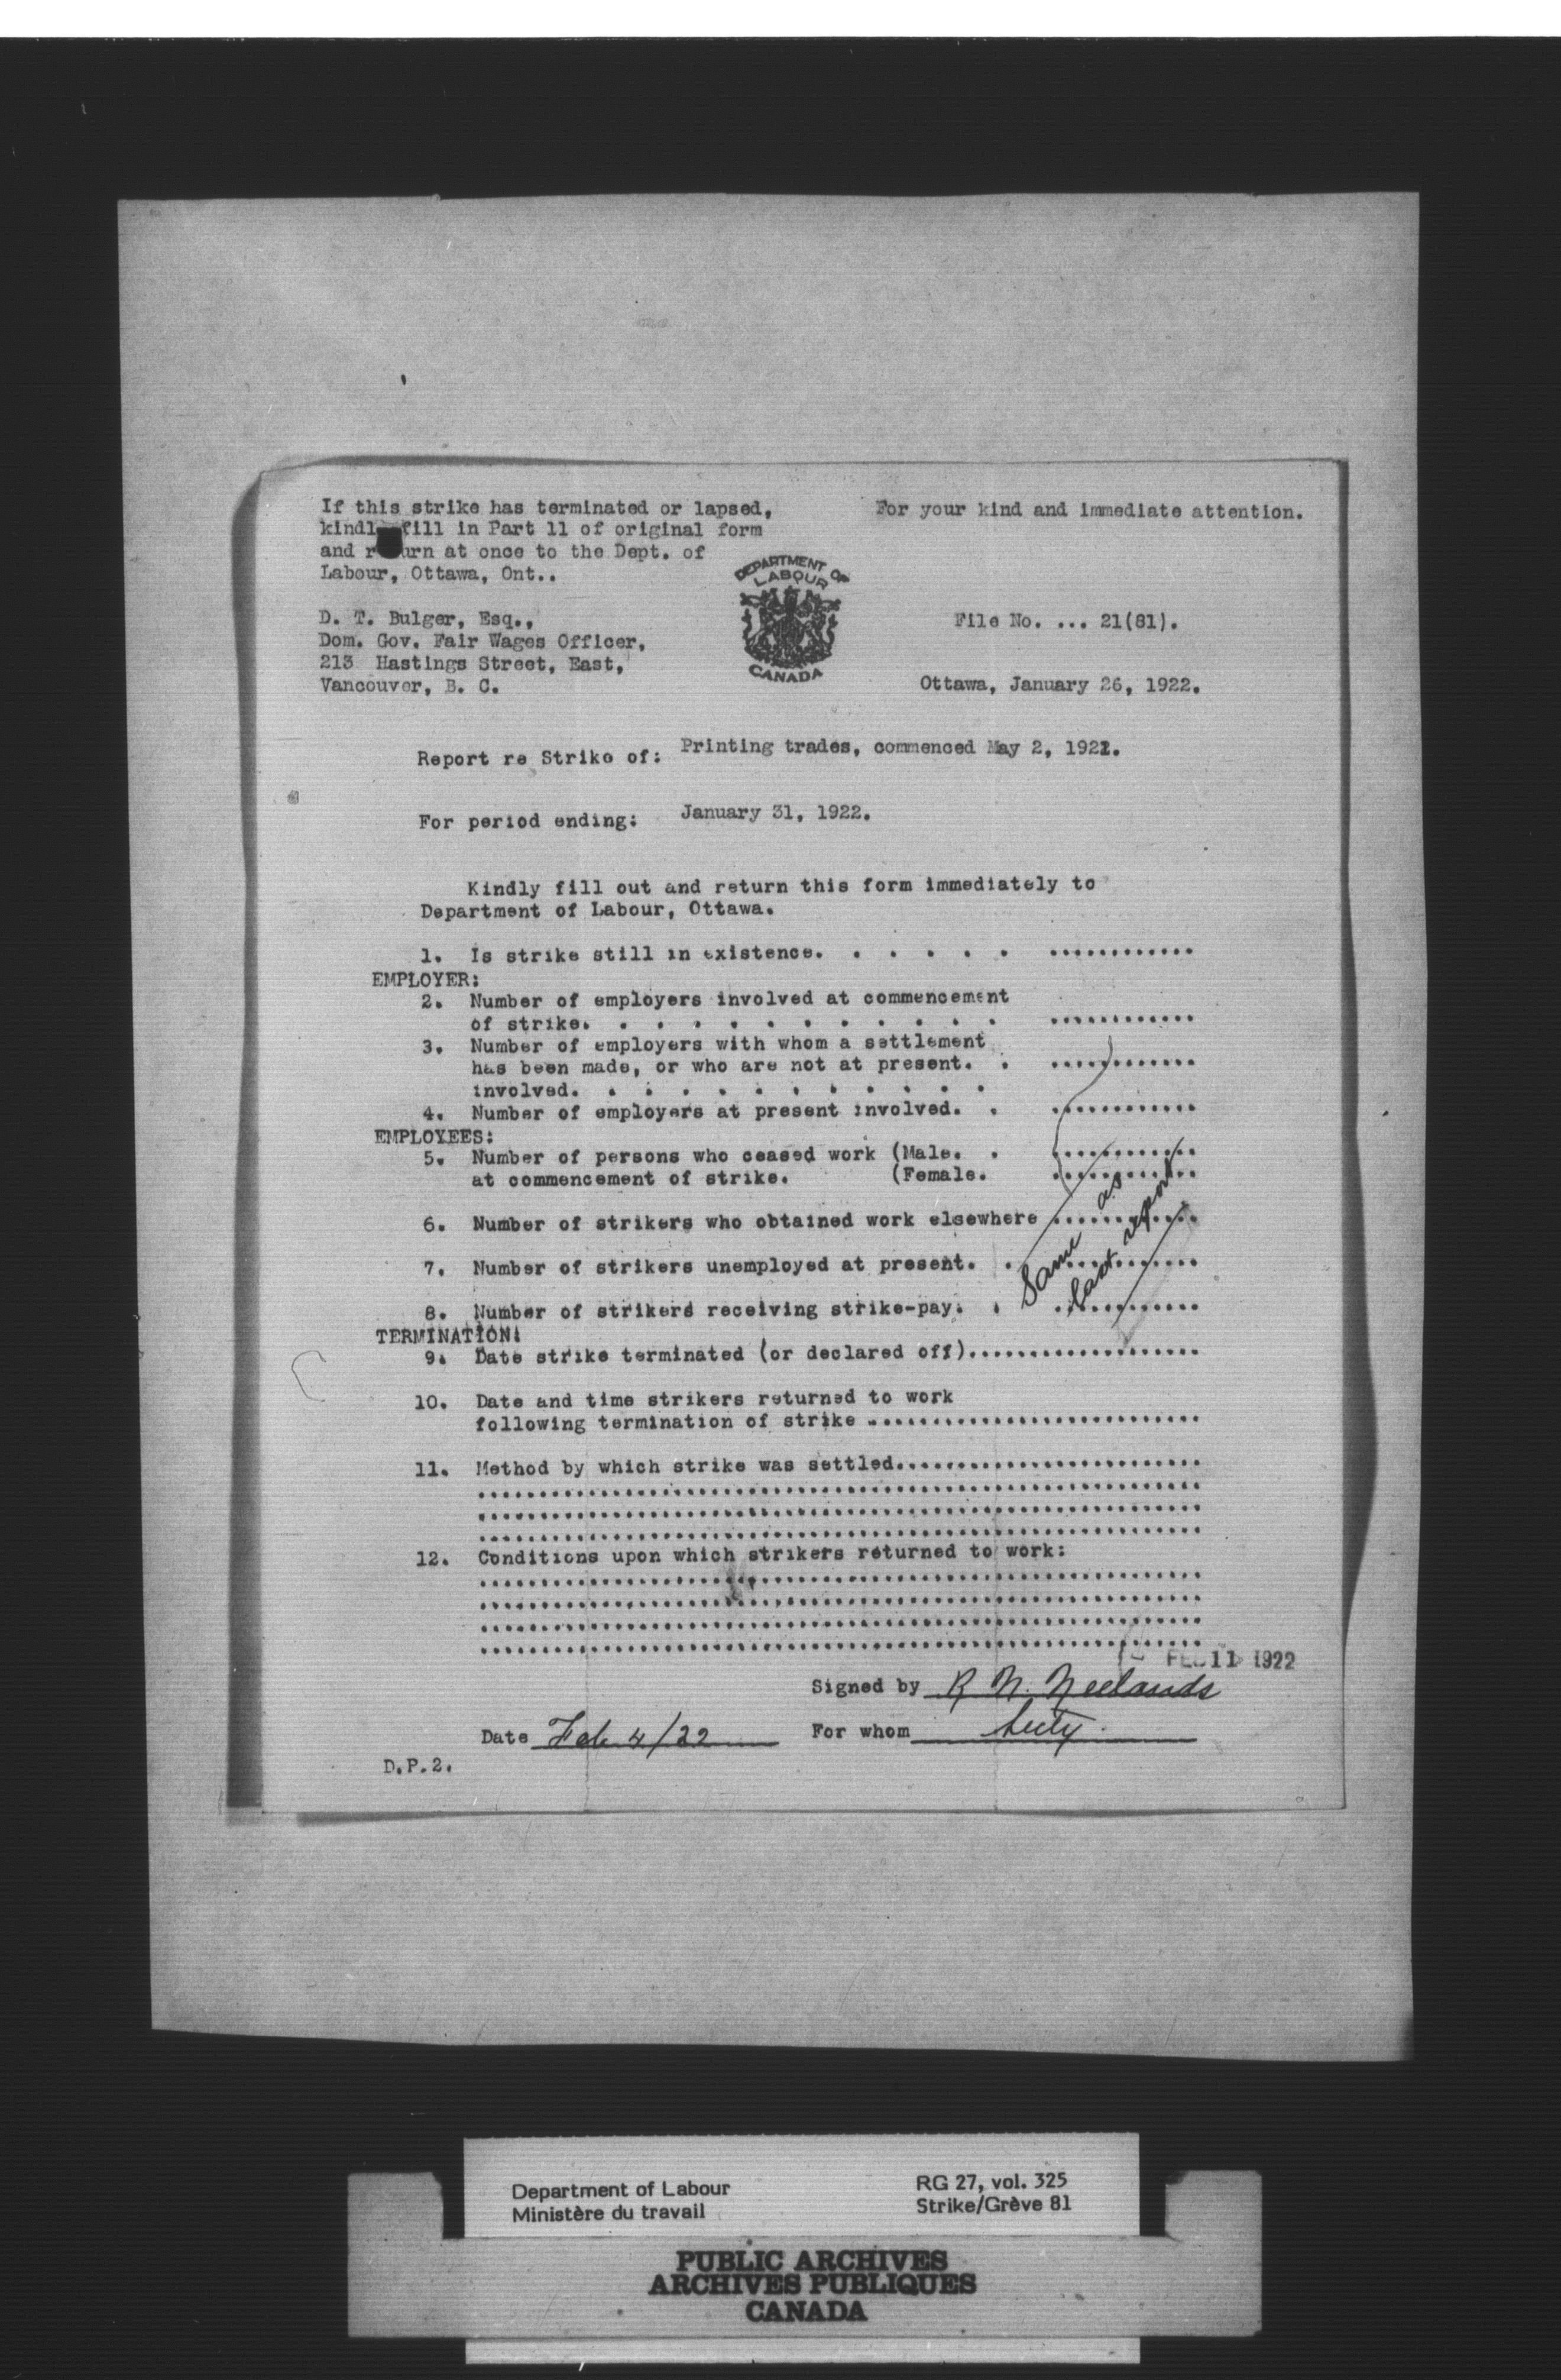 If this strike has terminated or lapsed,
kindly fill in Part 11 of original form
and return at once to the Dept. of
Labour, Ottawa, Ont..
For your kind and immediate attention.
DEPARTMENT OF
LABOUR
CANADA
D. T. Bulger, Esq.,
Dom. Gov. Fair Wages Officer,
213 Hastings Street, East,
Vancouver, B. C.
File No. ... 21(81).
Ottawa, January 26, 1922.
Report re Strike of: Printing trades, commenced May 2, 1921.
For period ending: January 31, 1922.
Kindly fill out and return this form immediately to
Department of Labour, Ottawa.
1. Is strike still in existence. . . . . . ............
EMPLOYER:
2. Number of employers involved at commencement
of strike. . . . . . . . . . . . ............
3. Number of employers with whom a settlement
has been made, or who are not at present. . ............
involved. . . . . . . . . . . .
4. Number of employers at present involved. . ............
EMPLOYEES:
5. Number of persons who ceased work (Male. . ............
at commencement of strike. (Female. ............
6. Number of strikers who obtained work elsewhere ............
7. Number of strikers unemployed at present. . ............
8. Number of strikers receiving strike-pay. . ............
Same as
last report
TERMINATION:
9. Date strike terminated (or declared off)...................
10. Date and time strikers returned to work
following termination of strike ...........................
11. Method by which strike was settled.........................
...........................................................
...........................................................
...........................................................
12. Conditions upon which strikers returned to work:
...........................................................
...........................................................
...........................................................
...........................................................
FEB 11 1922
Signed by R N. Neelands
Date Feb 4/22 For whom
D.P.2.
Department of Labour
Ministère du travail
RG 27, vol. 325
Strike/Grève 81
PUBLIC ARCHIVES
ARCHIVES PUBLIQUES
CANADA